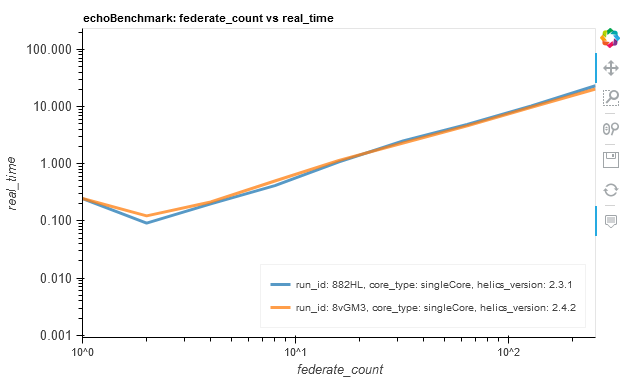 echoBenchmark: federate_count vs real_time
100.000
10.000
1.000
0.100
0.010
0.001
real_time
run_id: 882HL, core_type: singleCore, helics_version: 2.3.1
run_id: 8vGM3, core_type: singleCore, helics_version: 2.4.2
10^0
10^1
10^2
federate_count